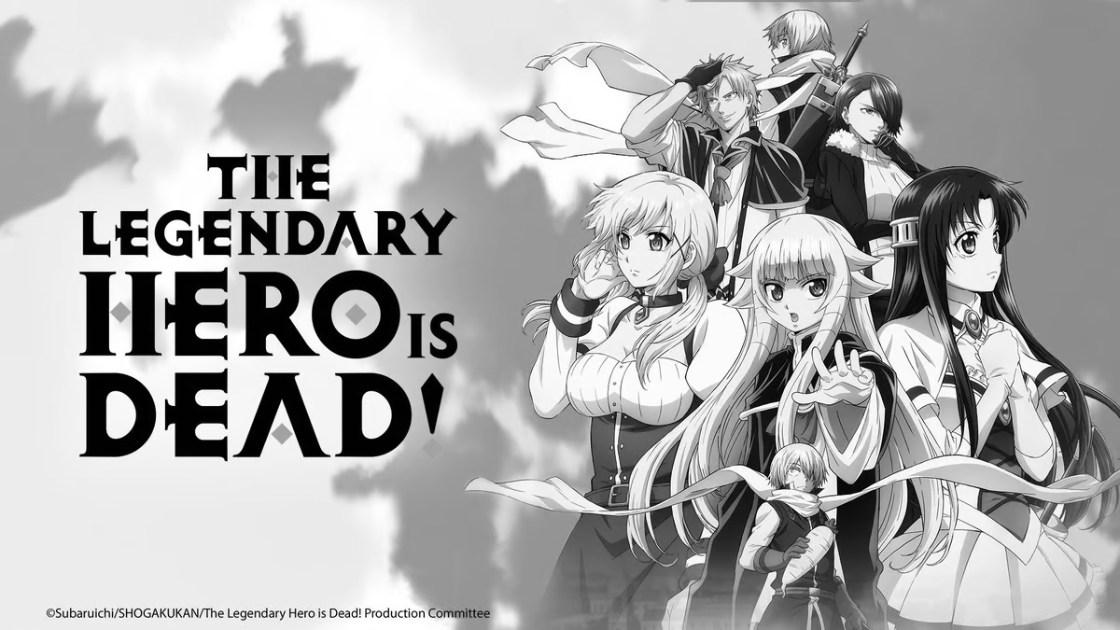 THE
LEGENDARY
HERO IS
DEAD!
©Subaruichi/SHOGAKUKAN/The Legendary Hero is Dead! Production Committee